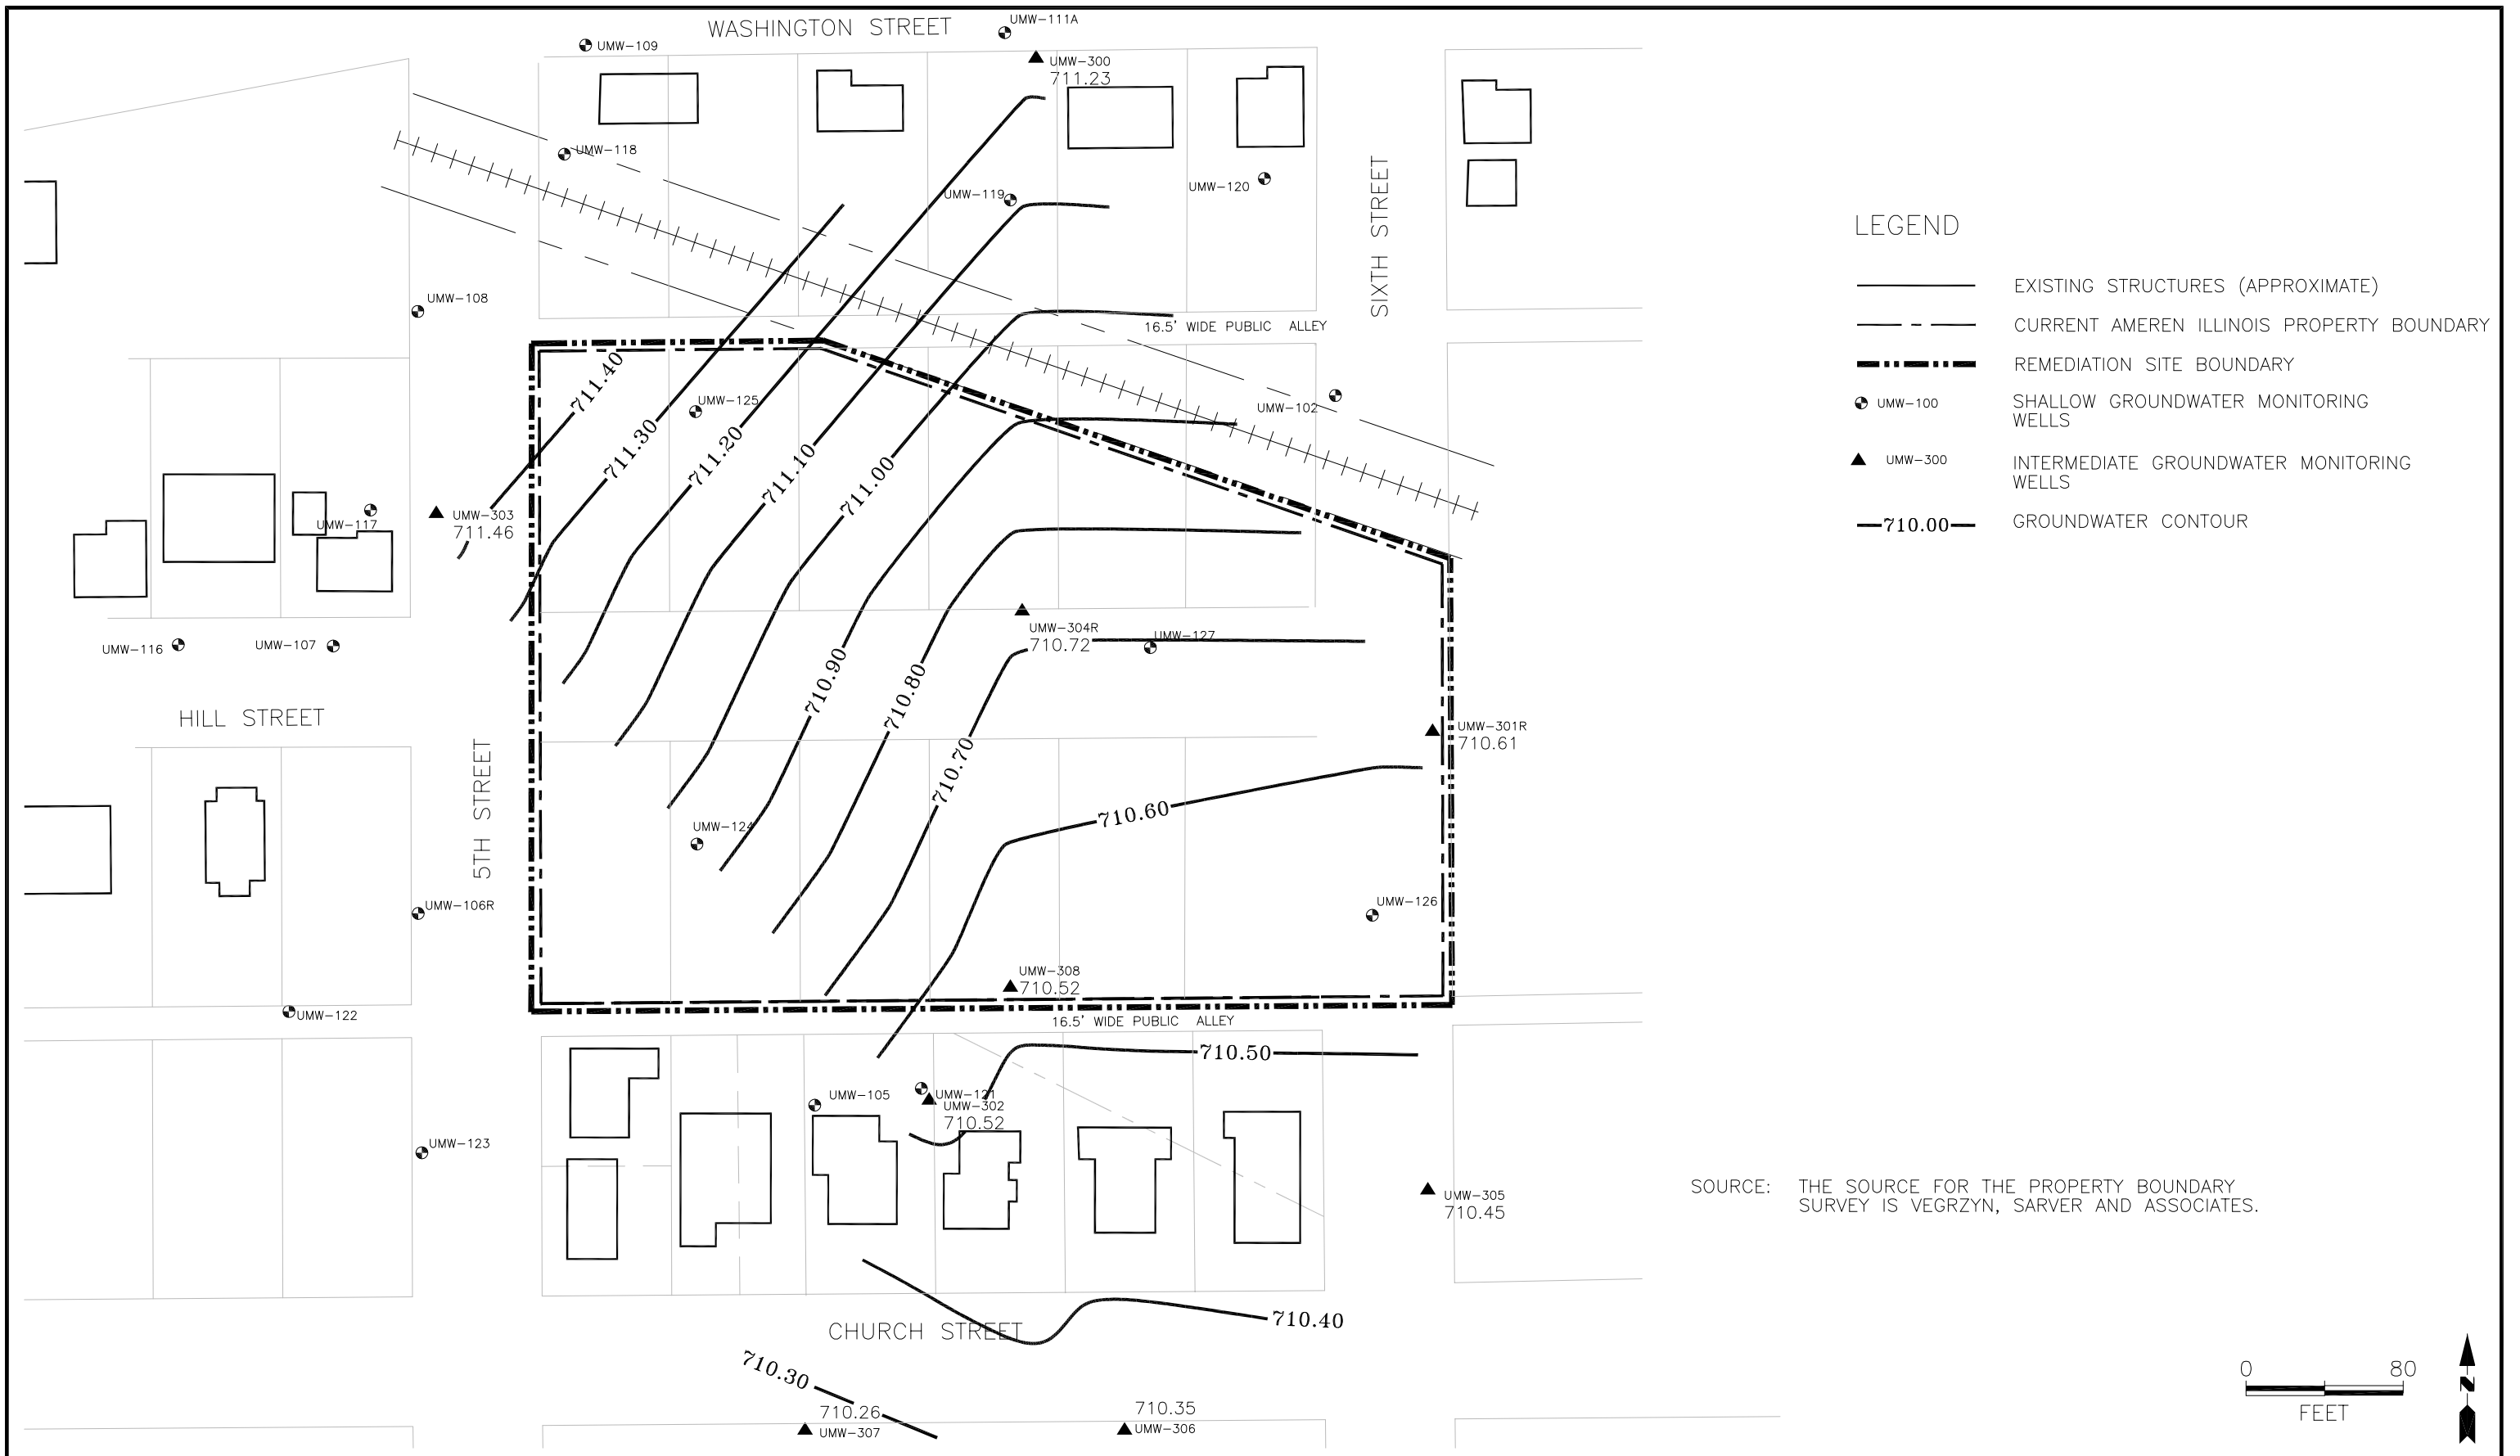 WASHINGTON STREET
UMW-111A
UMW-109
UMW-300
711.23
UMW-118
UMW-119
UMW-120
SIXTH STREET
UMW-108
16.5' WIDE PUBLIC ALLEY
711.40
UMW-125
UMW-102
711.30
711.20
711.10
711.00
UMW-303
711.46
UMW-117
UMW-304R
710.72
UMW-127
UMW-116
UMW-107
710.90
710.80
HILL STREET
UMW-301R
710.61
5TH STREET
710.70
710.60
UMW-124
UMW-106R
UMW-126
UMW-308
710.52
UMW-122
16.5' WIDE PUBLIC ALLEY
710.50
UMW-105
UMW-121
UMW-302
710.52
UMW-123
UMW-305
710.45
710.40
CHURCH STREET
710.30
710.26
UMW-307
710.35
UMW-306
LEGEND
EXISTING STRUCTURES (APPROXIMATE)
CURRENT AMEREN ILLINOIS PROPERTY BOUNDARY
REMEDIATION SITE BOUNDARY
UMW-100
SHALLOW GROUNDWATER MONITORING
WELLS
UMW-300
INTERMEDIATE GROUNDWATER MONITORING
WELLS
710.00
GROUNDWATER CONTOUR
SOURCE: THE SOURCE FOR THE PROPERTY BOUNDARY
SURVEY IS VEGRZYN, SARVER AND ASSOCIATES.
0 80
FEET
N